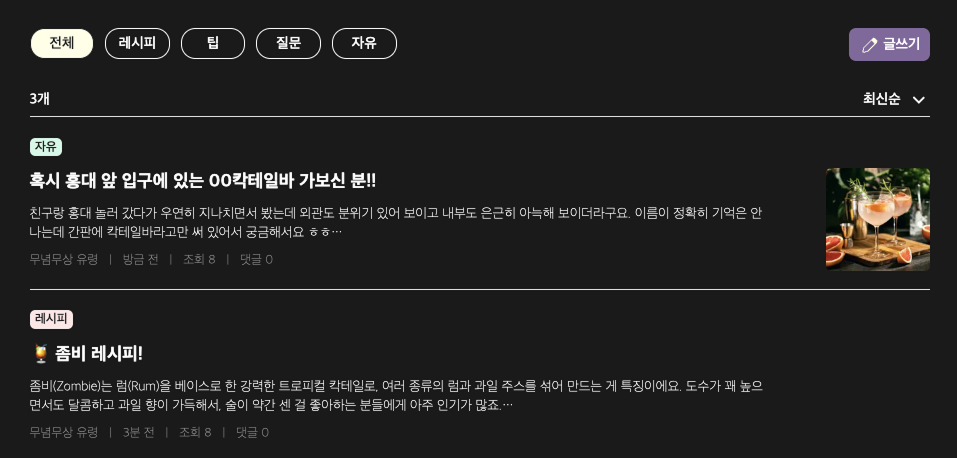 전체 레시피 팁 질문 자유 글쓰기
3개 최신순
자유
혹시 홍대 앞 입구에 있는 OO칵테일바 가보신 분!!
친구랑 홍대 놀러 갔다가 우연히 지나치면서 봤는데 외관도 분위기 있어 보이고 내부도 은근히 아늑해 보이더라구요. 이름이 정확히 기억은 안
나는데 간판에 칵테일바라고만 써 있어서 궁금해서요 ㅎㅎ…
무념무상 유령 | 방금 전 | 조회 8 | 댓글 0
레시피
🍹 좀비 레시피!
좀비(Zombie)는 럼(Rum)을 베이스로 한 강력한 트로피컬 칵테일로, 여러 종류의 럼과 과일 주스를 섞어 만드는 게 특징이에요. 도수가 꽤 높으
면서도 달콤하고 과일 향이 가득해서, 술이 약간 센 걸 좋아하는 분들에게 아주 인기가 많죠.…
무념무상 유령 | 3분 전 | 조회 8 | 댓글 0